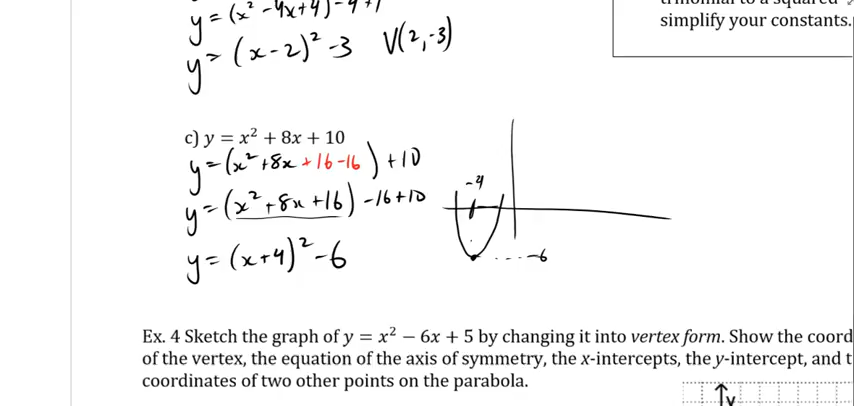 y = (x² - 4x + 4) - 4 + 1
simplify your constants.
y = (x - 2)² - 3 V(2, -3)
c) y = x² + 8x + 10
y = (x² + 8x + 16 - 16) + 10
-4
y = (x² + 8x + 16) - 16 + 10
y = (x + 4)² - 6
-6
Ex. 4 Sketch the graph of y = x² − 6x + 5 by changing it into vertex form. Show the coord
of the vertex, the equation of the axis of symmetry, the x-intercepts, the y-intercept, and t
coordinates of two other points on the parabola.
y